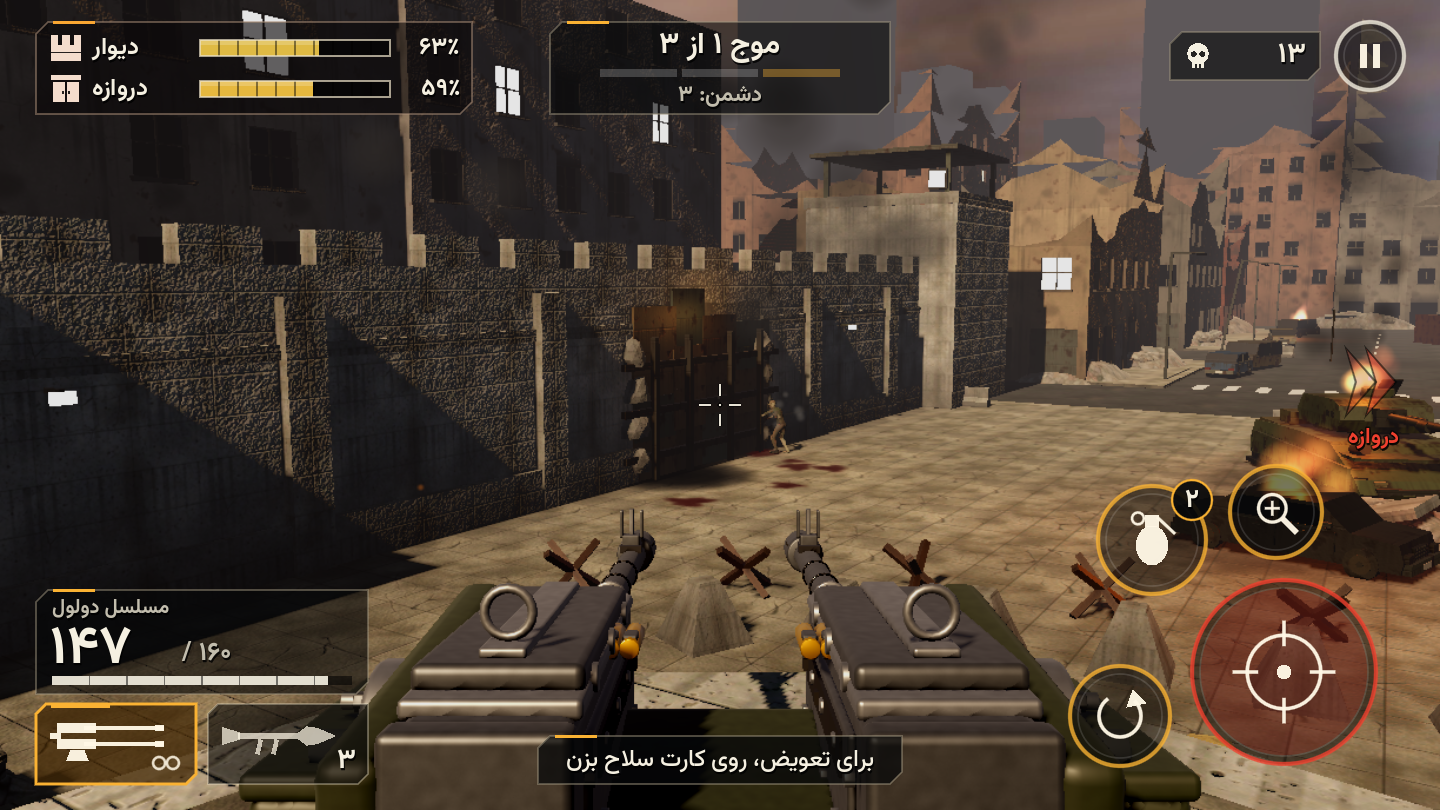 دیوار ۶۳٪
دروازه ۵۹٪
موج ۱ از ۳
دشمن: ۳
۱۳
دروازه
۲
مسلسل دولول
۱۴۷ / ۱۶۰
∞
۳
برای تعویض، روی کارت سلاح بزن